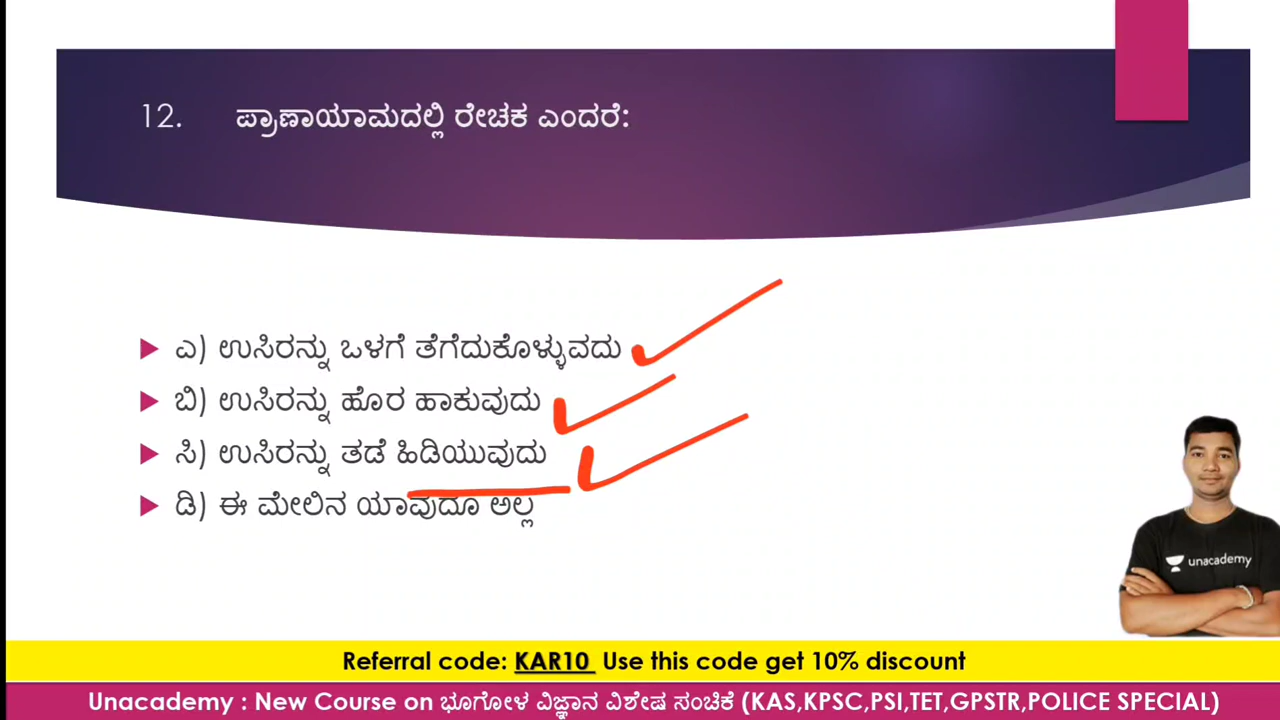 12. ಪ್ರಾಣಾಯಾಮದಲ್ಲಿ ರೇಚಕ ಎಂದರೆ:
ಎ) ಉಸಿರನ್ನು ಒಳಗೆ ತೆಗೆದುಕೊಳ್ಳುವದು
ಬಿ) ಉಸಿರನ್ನು ಹೊರ ಹಾಕುವುದು
ಸಿ) ಉಸಿರನ್ನು ತಡೆ ಹಿಡಿಯುವುದು
ಡಿ) ಈ ಮೇಲಿನ ಯಾವುದೂ ಅಲ್ಲ
unacademy
Referral code: KAR10 Use this code get 10% discount
Unacademy : New Course on ಭೂಗೋಳ ವಿಜ್ಞಾನ ವಿಶೇಷ ಸಂಚಿಕೆ (KAS,KPSC,PSI,TET,GPSTR,POLICE SPECIAL)